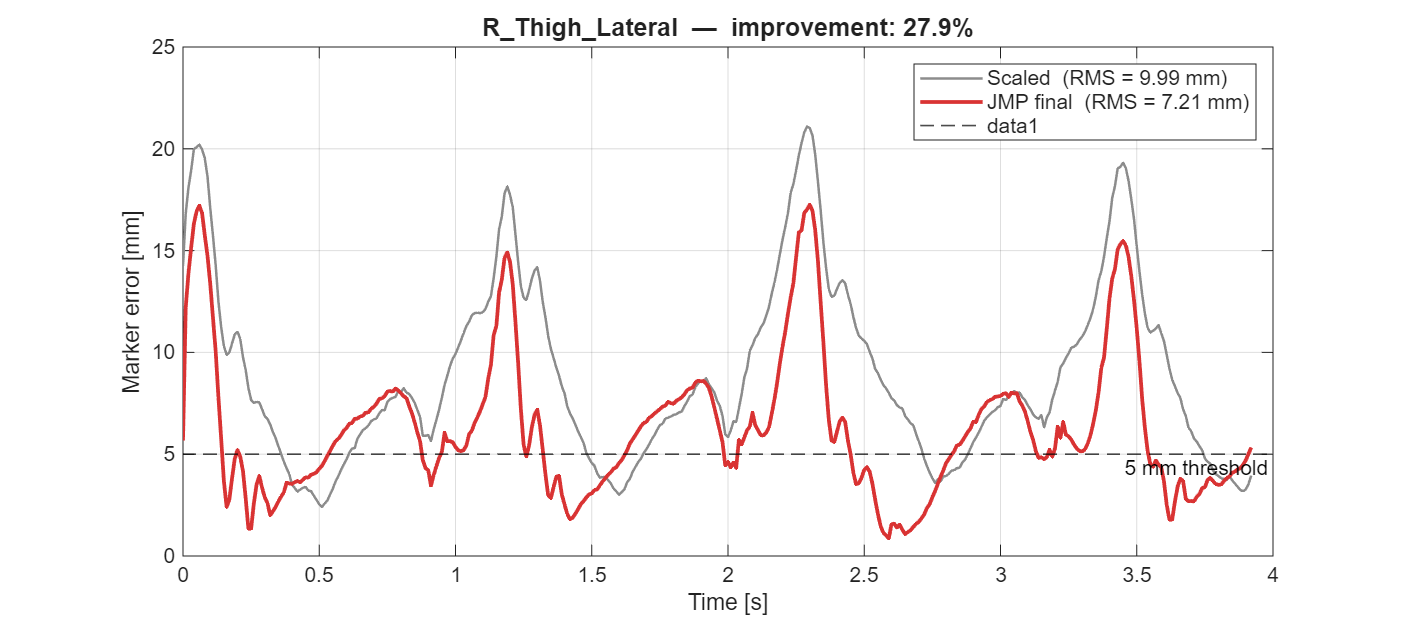 R_Thigh_Lateral — improvement: 27.9%
Scaled (RMS = 9.99 mm)
JMP final (RMS = 7.21 mm)
data1
Marker error [mm]
25
20
15
10
5
0
5 mm threshold
0 0.5 1 1.5 2 2.5 3 3.5 4
Time [s]